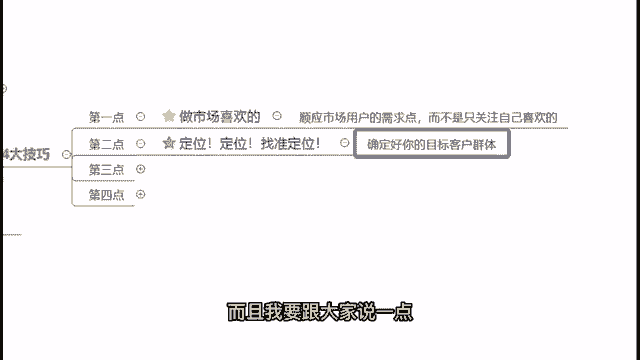 第一点 做市场喜欢的 顺应市场用户的需求点，而不是只关注自己喜欢的
4大技巧
第二点 定位！定位！找准定位！ 确定好你的目标客户群体
第三点
第四点
而且我要跟大家说一点